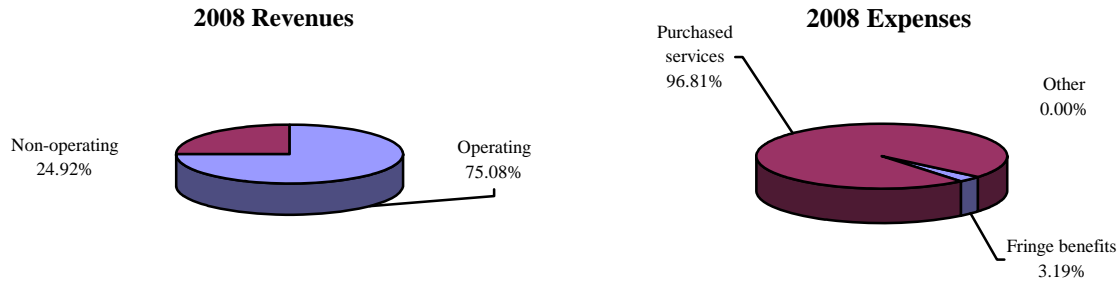 2008 Revenues
Non-operating
24.92%
Operating
75.08%
2008 Expenses
Purchased
services
96.81%
Other
0.00%
Fringe benefits
3.19%